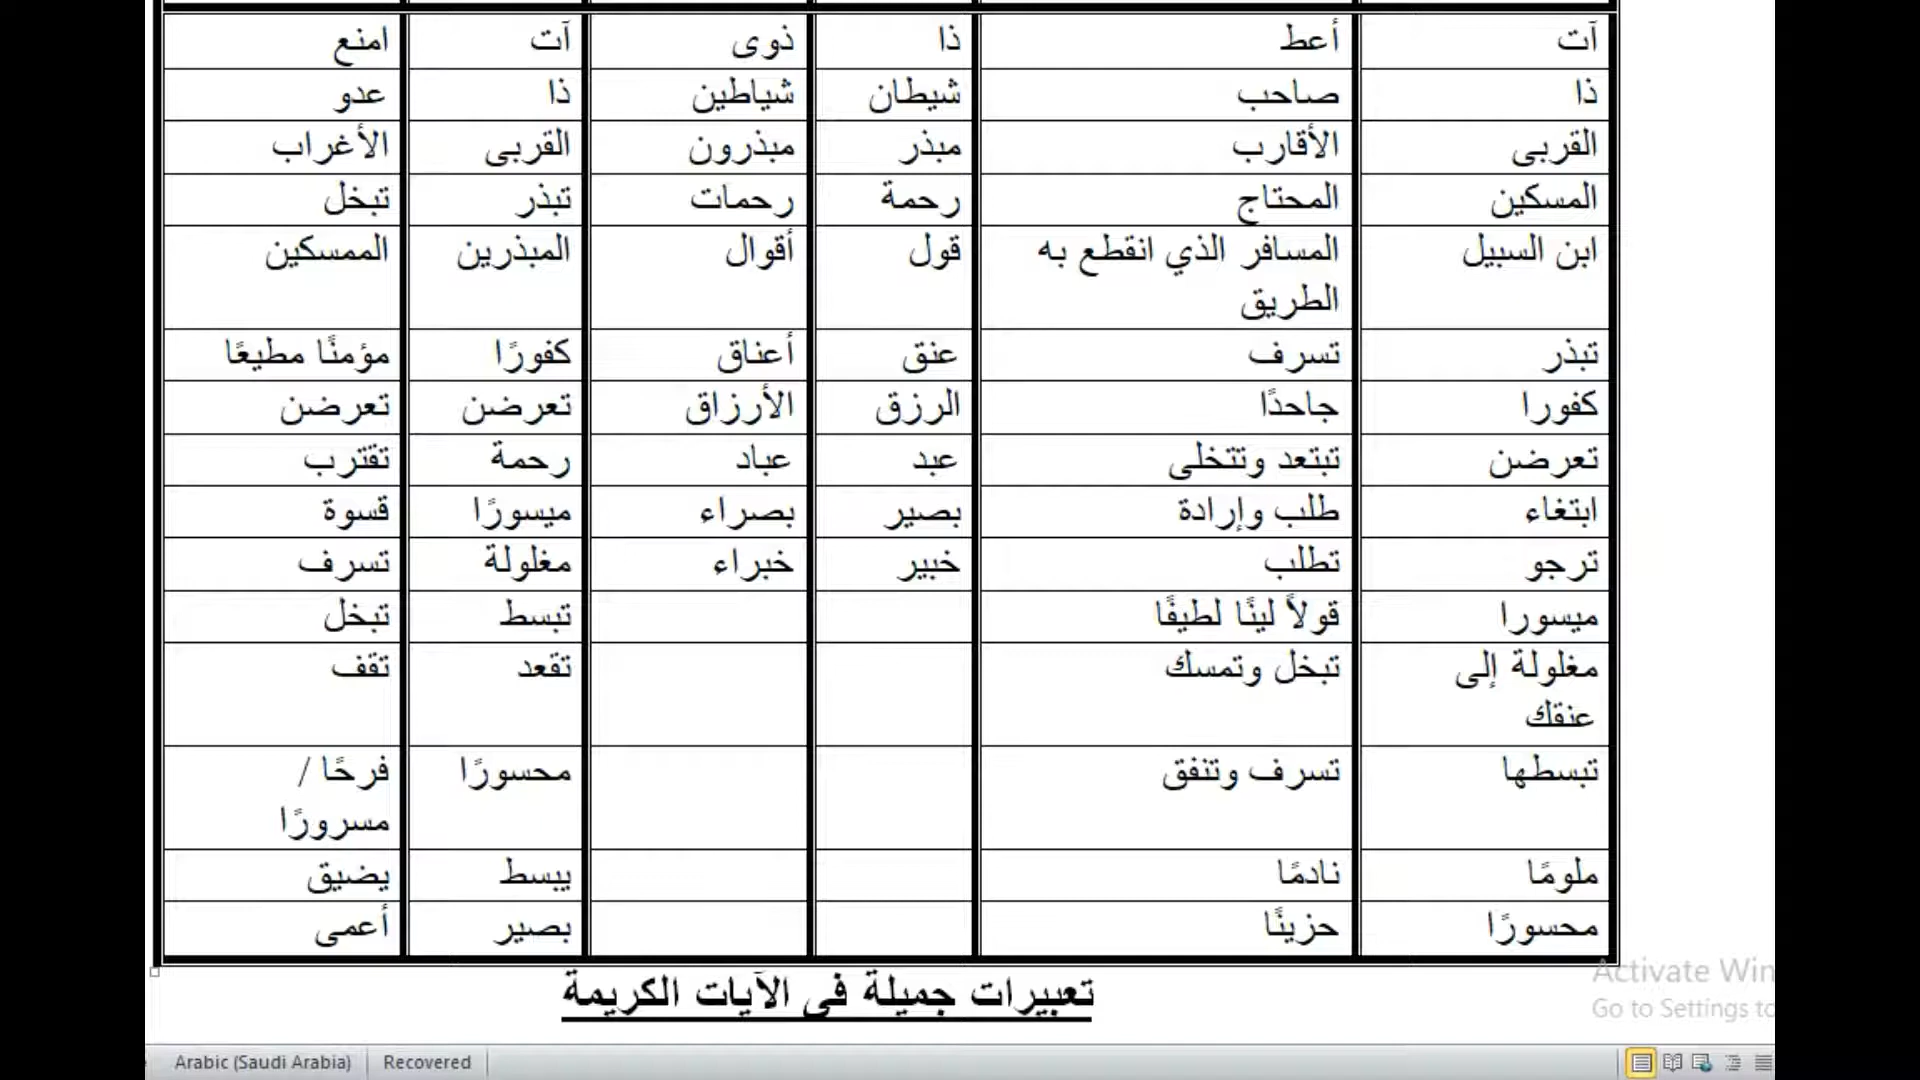 آت أعط ذا ذوى آت امنع
ذا صاحب شيطان شياطين ذا عدو
القربى الأقارب مبذر مبذرون القربى الأغراب
المسكين المحتاج رحمة رحمات تبذر تبخل
ابن السبيل المسافر الذي انقطع به قول أقوال المبذرين الممسكين
الطريق
تبذر تسرف عنق أعناق كفورًا مؤمنًا مطيعًا
كفورا جاحدًا الرزق الأرزاق تعرضن تعرضن
تعرضن تبتعد وتتخلى عبد عباد رحمة تقترب
ابتغاء طلب وإرادة بصير بصراء ميسورًا قسوة
ترجو تطلب خبير خبراء مغلولة تسرف
ميسورا قولاً لينًا لطيفًا تبسط تبخل
مغلولة إلى تبخل وتمسك تقعد تقف
عنقك
تبسطها تسرف وتنفق محسورًا فرحًا /
مسرورًا
ملومًا نادمًا يبسط يضيق
محسورًا حزينًا بصير أعمى
تعبيرات جميلة فى الآيات الكريمة
Activate Win
Go to Settings to
Arabic (Saudi Arabia) Recovered